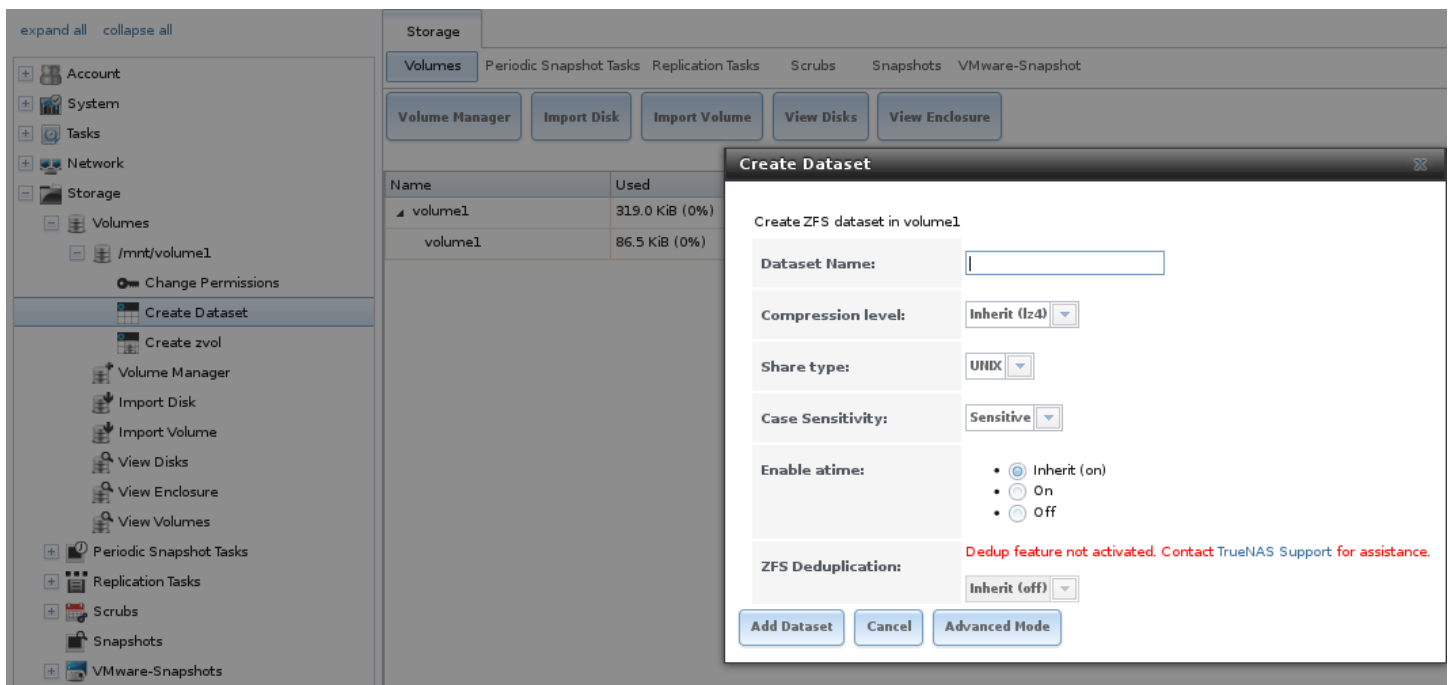 expand all collapse all
Account
System
Tasks
Network
Storage
Volumes
/mnt/volume1
Change Permissions
Create Dataset
Create zvol
Volume Manager
Import Disk
Import Volume
View Disks
View Enclosure
View Volumes
Periodic Snapshot Tasks
Replication Tasks
Scrubs
Snapshots
VMware-Snapshots
Storage
Volumes Periodic Snapshot Tasks Replication Tasks Scrubs Snapshots VMware-Snapshot
Volume Manager Import Disk Import Volume View Disks View Enclosure
Name Used
volume1 319.0 KiB (0%)
volume1 86.5 KiB (0%)
Create Dataset
Create ZFS dataset in volume1
Dataset Name:
Compression level: Inherit (lz4)
Share type: UNIX
Case Sensitivity: Sensitive
Enable atime: Inherit (on)
On
Off
Dedup feature not activated. Contact TrueNAS Support for assistance.
ZFS Deduplication:
Inherit (off)
Add Dataset Cancel Advanced Mode